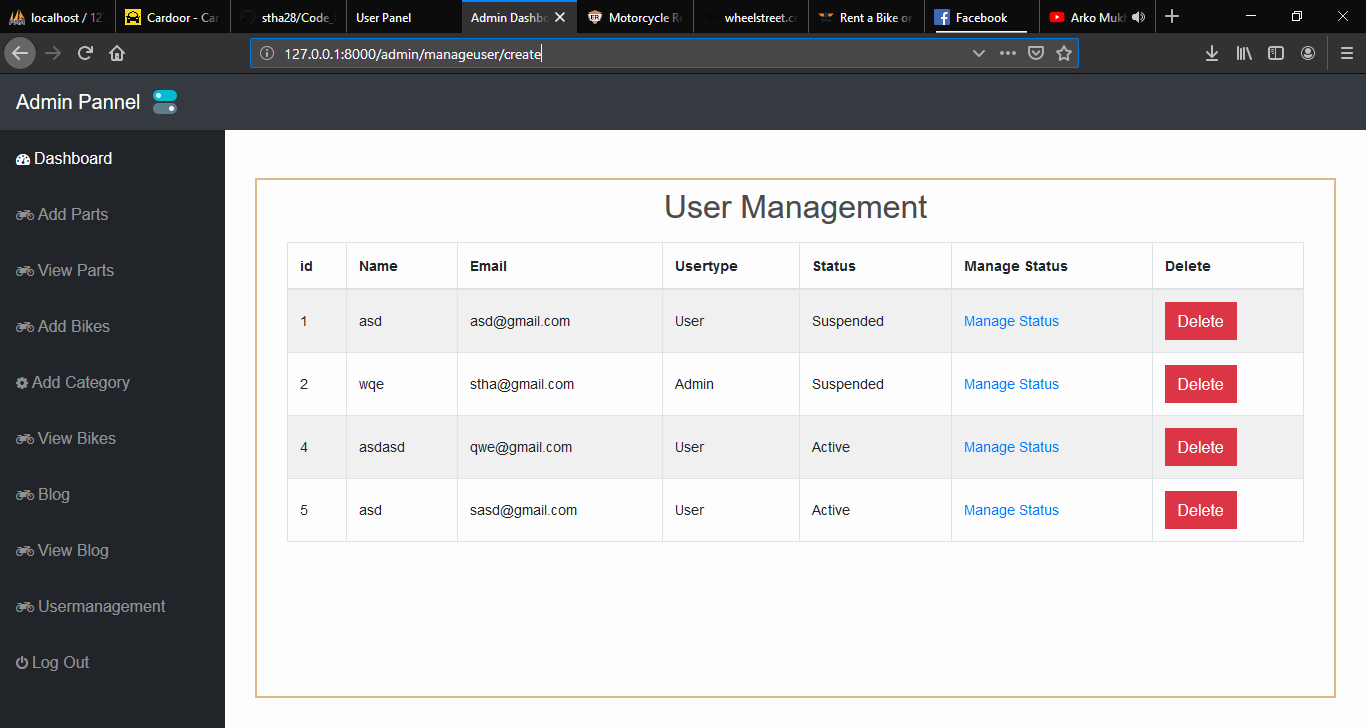 localhost / 12
Cardoor - Car
stha28/Code_
User Panel
Admin Dashbo
Motorcycle Re
wheelstreet.co
Rent a Bike or
Facebook
Arko Mukh
127.0.0.1:8000/admin/manageuser/create
Admin Pannel
Dashboard
Add Parts
View Parts
Add Bikes
Add Category
View Bikes
Blog
View Blog
Usermanagement
Log Out
User Management
id Name Email Usertype Status Manage Status Delete
1 asd asd@gmail.com User Suspended Manage Status Delete
2 wqe stha@gmail.com Admin Suspended Manage Status Delete
4 asdasd qwe@gmail.com User Active Manage Status Delete
5 asd sasd@gmail.com User Active Manage Status Delete